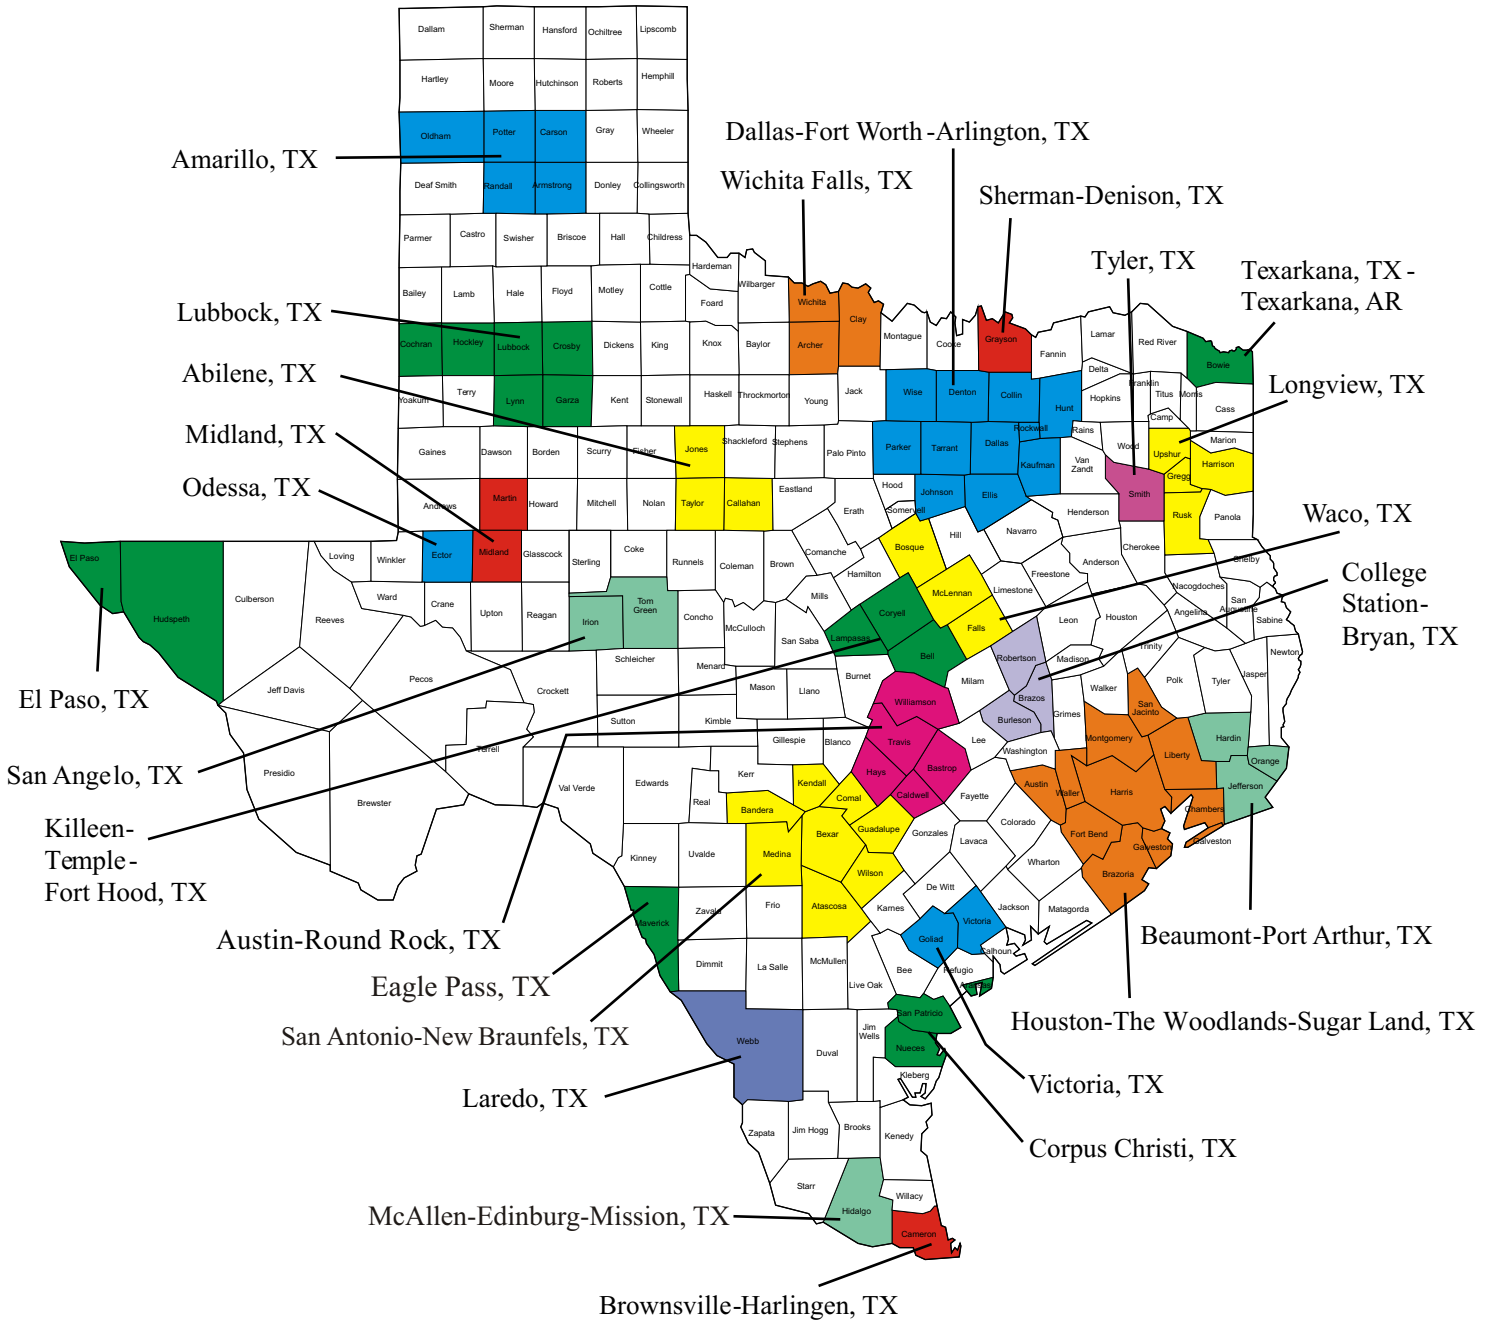 Dallam
Sherman
Hansford
Ochiltree
Lipscomb
Hartley
Moore
Hutchinson
Roberts
Hemphill
Oldham
Potter
Carson
Gray
Wheeler
Amarillo, TX
Dallas-Fort Worth-Arlington, TX
Deaf Smith
Randall
Armstrong
Donley
Collingsworth
Wichita Falls, TX
Sherman-Denison, TX
Parmer
Castro
Swisher
Briscoe
Hall
Childress
Hardeman
Tyler, TX
Texarkana, TX -
Texarkana, AR
Bailey
Lamb
Hale
Floyd
Motley
Cottle
Foard
Wilbarger
Wichita
Clay
Lubbock, TX
Cochran
Hockley
Lubbock
Crosby
Dickens
King
Knox
Baylor
Archer
Montague
Cooke
Grayson
Fannin
Lamar
Red River
Bowie
Delta
Abilene, TX
Yoakum
Terry
Lynn
Garza
Kent
Stonewall
Haskell
Throckmorton
Young
Jack
Wise
Denton
Collin
Hunt
Hopkins
Franklin
Titus
Morris
Cass
Camp
Longview, TX
Midland, TX
Gaines
Dawson
Borden
Scurry
Fisher
Jones
Shackleford
Stephens
Palo Pinto
Parker
Tarrant
Dallas
Rockwall
Kaufman
Rains
Van
Zandt
Wood
Upshur
Gregg
Marion
Harrison
Odessa, TX
Andrews
Martin
Howard
Mitchell
Nolan
Taylor
Callahan
Eastland
Erath
Hood
Somervell
Johnson
Ellis
Navarro
Henderson
Smith
Rusk
Panola
Waco, TX
El Paso
Hudspeth
Culberson
Loving
Winkler
Ector
Midland
Glasscock
Sterling
Coke
Runnels
Coleman
Brown
Comanche
Hamilton
Bosque
Hill
McLennan
Limestone
Freestone
Anderson
Cherokee
Shelby
Nacogdoches
San
Augustine
Sabine
Angelina
College
Station-
Bryan, TX
Reeves
Ward
Crane
Upton
Reagan
Irion
Tom
Green
Concho
McCulloch
San Saba
Mills
Lampasas
Coryell
Bell
Falls
Robertson
Leon
Houston
Madison
Trinity
Polk
Tyler
Jasper
Newton
Jeff Davis
Pecos
Crockett
Schleicher
Menard
Mason
Llano
Burnet
Williamson
Milam
Brazos
Burleson
Grimes
Walker
San
Jacinto
El Paso, TX
Presidio
Brewster
Terrell
Sutton
Kimble
Gillespie
Blanco
Travis
Hays
Bastrop
Caldwell
Lee
Washington
Montgomery
Liberty
Hardin
Orange
Jefferson
San Angelo, TX
Val Verde
Edwards
Real
Kerr
Kendall
Bandera
Comal
Guadalupe
Bexar
Medina
Fayette
Austin
Waller
Harris
Chambers
Galveston
Killeen-
Temple-
Fort Hood, TX
Kinney
Uvalde
Wilson
Gonzales
Lavaca
Colorado
Wharton
Fort Bend
Brazoria
Galveston
Maverick
Zavala
Frio
Atascosa
Karnes
De Witt
Goliad
Victoria
Jackson
Matagorda
Calhoun
Austin-Round Rock, TX
Beaumont-Port Arthur, TX
Eagle Pass, TX
Dimmit
La Salle
McMullen
Live Oak
Bee
Refugio
Aransas
San Patricio
San Antonio-New Braunfels, TX
Houston-The Woodlands-Sugar Land, TX
Webb
Duval
Jim
Wells
Nueces
Kleberg
Laredo, TX
Victoria, TX
Zapata
Jim Hogg
Brooks
Kenedy
Corpus Christi, TX
Starr
Hidalgo
Willacy
McAllen-Edinburg-Mission, TX
Cameron
Brownsville-Harlingen, TX